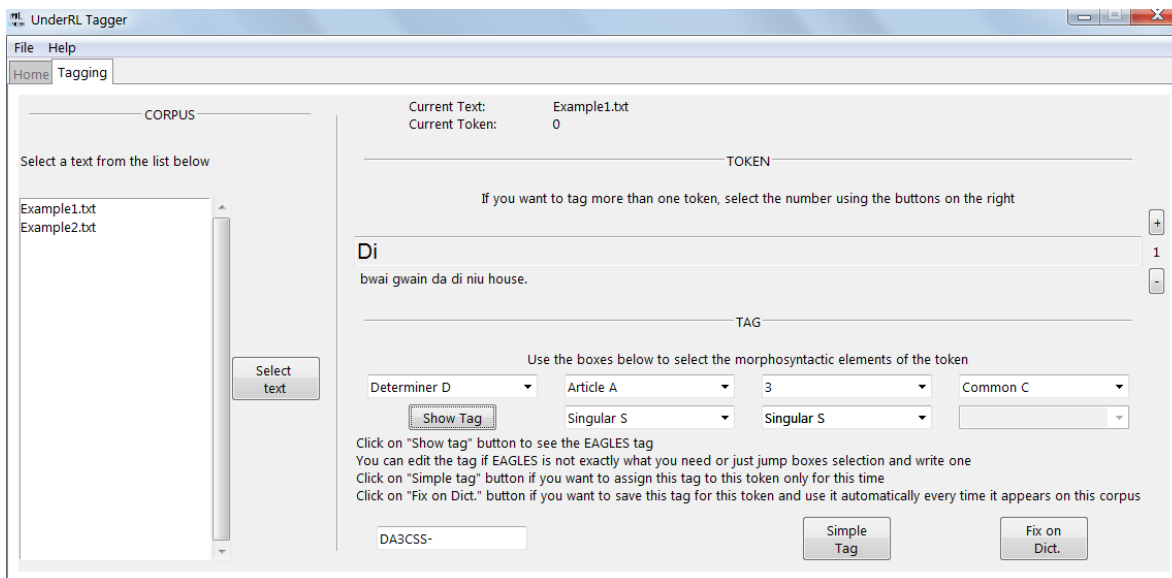 UnderRL Tagger
File Help
Home Tagging
CORPUS
Select a text from the list below
Example1.txt
Example2.txt
Select
text
Current Text: Example1.txt
Current Token: 0
TOKEN
If you want to tag more than one token, select the number using the buttons on the right
+
Di
1
bwai gwain da di niu house.
-
TAG
Use the boxes below to select the morphosyntactic elements of the token
Determiner D Article A 3 Common C
Show Tag Singular S Singular S
Click on "Show tag" button to see the EAGLES tag
You can edit the tag if EAGLES is not exactly what you need or just jump boxes selection and write one
Click on "Simple tag" button if you want to assign this tag to this token only for this time
Click on "Fix on Dict." button if you want to save this tag for this token and use it automatically every time it appears on this corpus
DA3CSS-
Simple
Tag
Fix on
Dict.